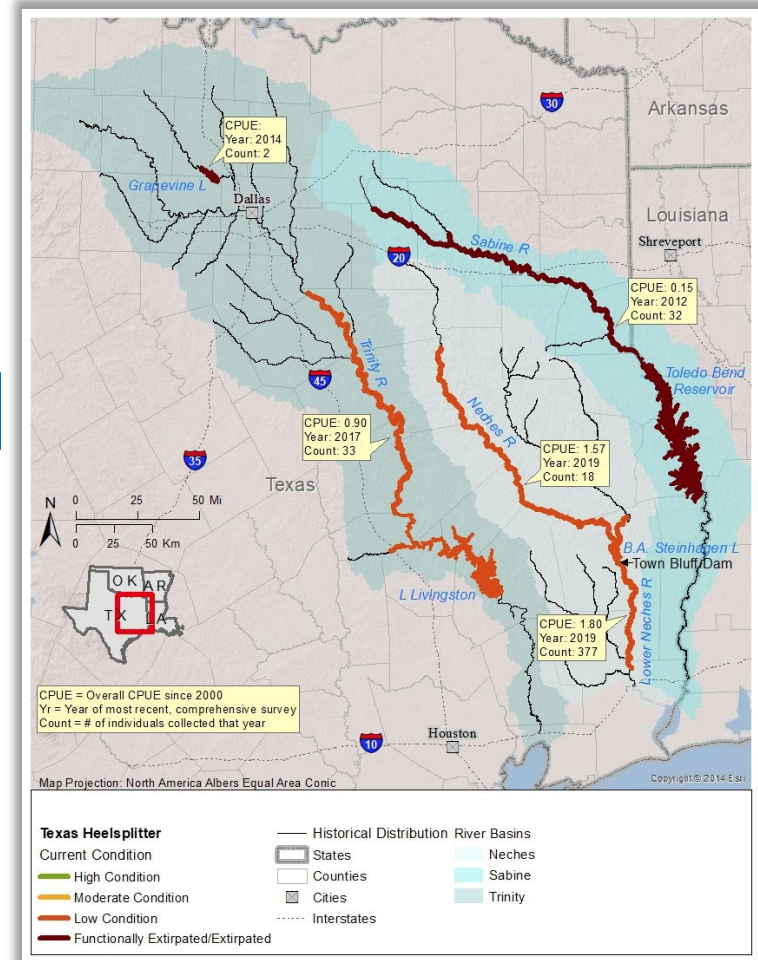 30
Arkansas
CPUE:
Year: 2014
Count: 2
Grapevine L
Dallas
Louisiana
Shreveport
Sabine R
20
CPUE: 0.15
Year: 2012
Count: 32
Trinity R
Toledo Bend
Reservoir
45
Neches R
CPUE: 0.90
Year: 2017
Count: 33
CPUE: 1.57
Year: 2019
Count: 18
35
Texas
N
0 25 50 Mi
0 25 50 Km
B.A. Steinhagen L
Town Bluff Dam
OK
AR
TX
LA
L Livingston
CPUE: 1.80
Year: 2019
Count: 377
Lower Neches R
CPUE = Overall CPUE since 2000
Yr = Year of most recent, comprehensive survey
Count = # of individuals collected that year
10
Houston
Map Projection: North America Albers Equal Area Conic
Copyright:© 2014 Esri
Texas Heelsplitter
Current Condition
High Condition
Moderate Condition
Low Condition
Functionally Extirpated/Extirpated
Historical Distribution
States
Counties
Cities
Interstates
River Basins
Neches
Sabine
Trinity